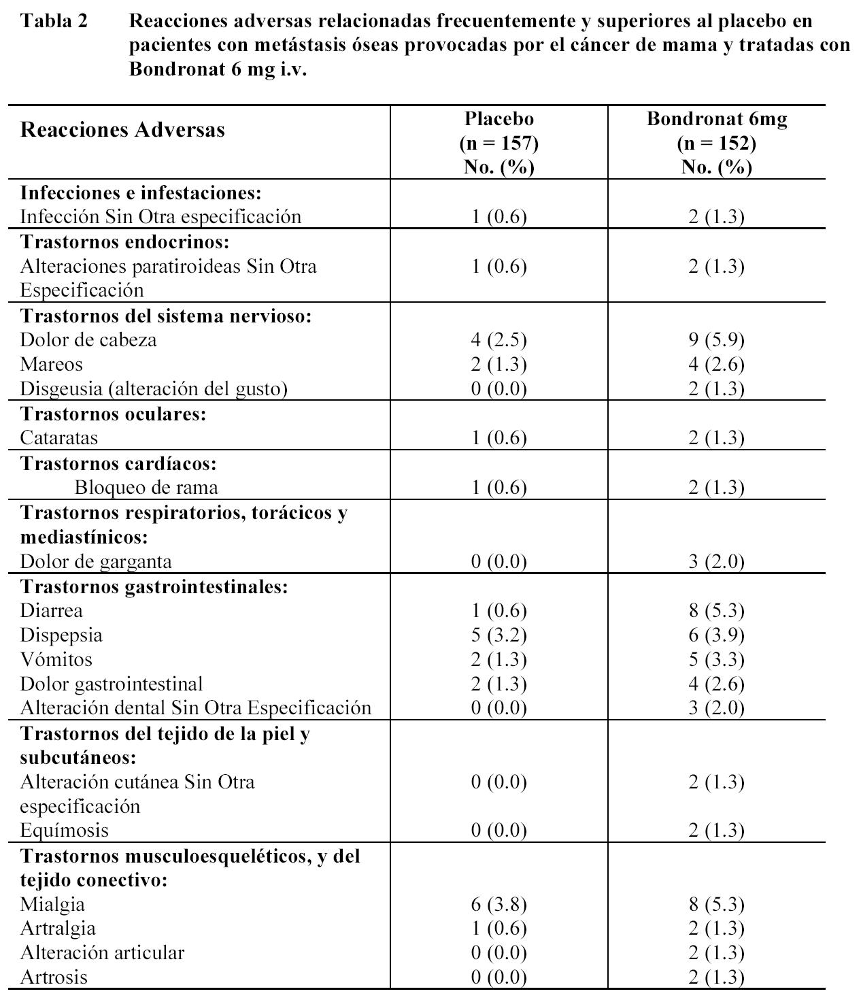 Tabla 2 Reacciones adversas relacionadas frecuentemente y superiores al placebo en
pacientes con metástasis óseas provocadas por el cáncer de mama y tratadas con
Bondronat 6 mg i.v.
Reacciones Adversas
Placebo
(n = 157)
No. (%)
Bondronat 6mg
(n = 152)
No. (%)
Infecciones e infestaciones:
Infección Sin Otra especificación 1 (0.6) 2 (1.3)
Trastornos endocrinos:
Alteraciones paratiroideas Sin Otra 1 (0.6) 2 (1.3)
Especificación
Trastornos del sistema nervioso:
Dolor de cabeza 4 (2.5) 9 (5.9)
Mareos 2 (1.3) 4 (2.6)
Disgeusia (alteración del gusto) 0 (0.0) 2 (1.3)
Trastornos oculares:
Cataratas 1 (0.6) 2 (1.3)
Trastornos cardíacos:
Bloqueo de rama 1 (0.6) 2 (1.3)
Trastornos respiratorios, torácicos y
mediastínicos:
Dolor de garganta 0 (0.0) 3 (2.0)
Trastornos gastrointestinales:
Diarrea 1 (0.6) 8 (5.3)
Dispepsia 5 (3.2) 6 (3.9)
Vómitos 2 (1.3) 5 (3.3)
Dolor gastrointestinal 2 (1.3) 4 (2.6)
Alteración dental Sin Otra Especificación 0 (0.0) 3 (2.0)
Trastornos del tejido de la piel y
subcutáneos:
Alteración cutánea Sin Otra 0 (0.0) 2 (1.3)
especificación
Equímosis 0 (0.0) 2 (1.3)
Trastornos musculoesqueléticos, y del
tejido conectivo:
Mialgia 6 (3.8) 8 (5.3)
Artralgia 1 (0.6) 2 (1.3)
Alteración articular 0 (0.0) 2 (1.3)
Artrosis 0 (0.0) 2 (1.3)